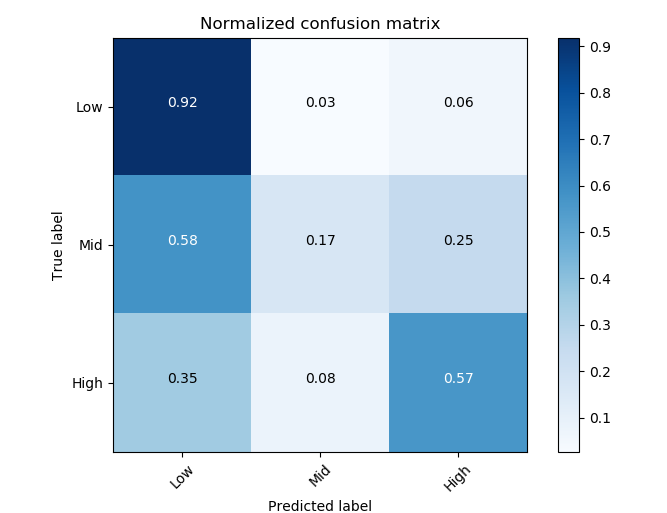 Normalized confusion matrix
True label
Low
0.92
0.03
0.06
Mid
0.58
0.17
0.25
High
0.35
0.08
0.57
Low
Mid
High
Predicted label
0.9
0.8
0.7
0.6
0.5
0.4
0.3
0.2
0.1